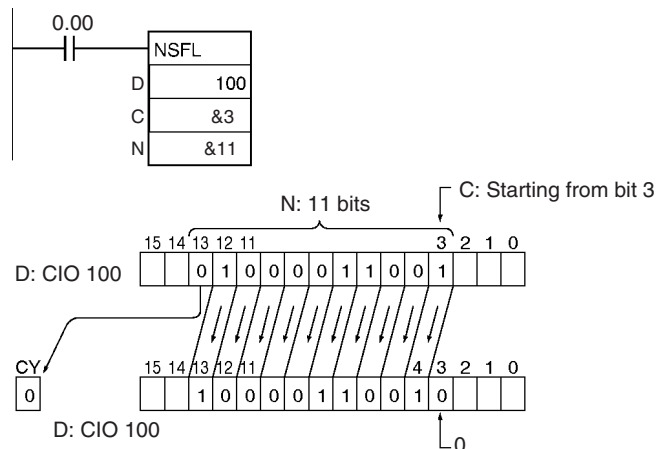 0.00
NSFL
D 100
C &3
N &11
C: Starting from bit 3
N: 11 bits
15 14 13 12 11 3 2 1 0
D: CIO 100 0 1 0 0 0 0 1 1 0 0 1
CY 15 14 13 12 11 4 3 2 1 0
0 1 0 0 0 0 1 1 0 0 1 0
D: CIO 100
0